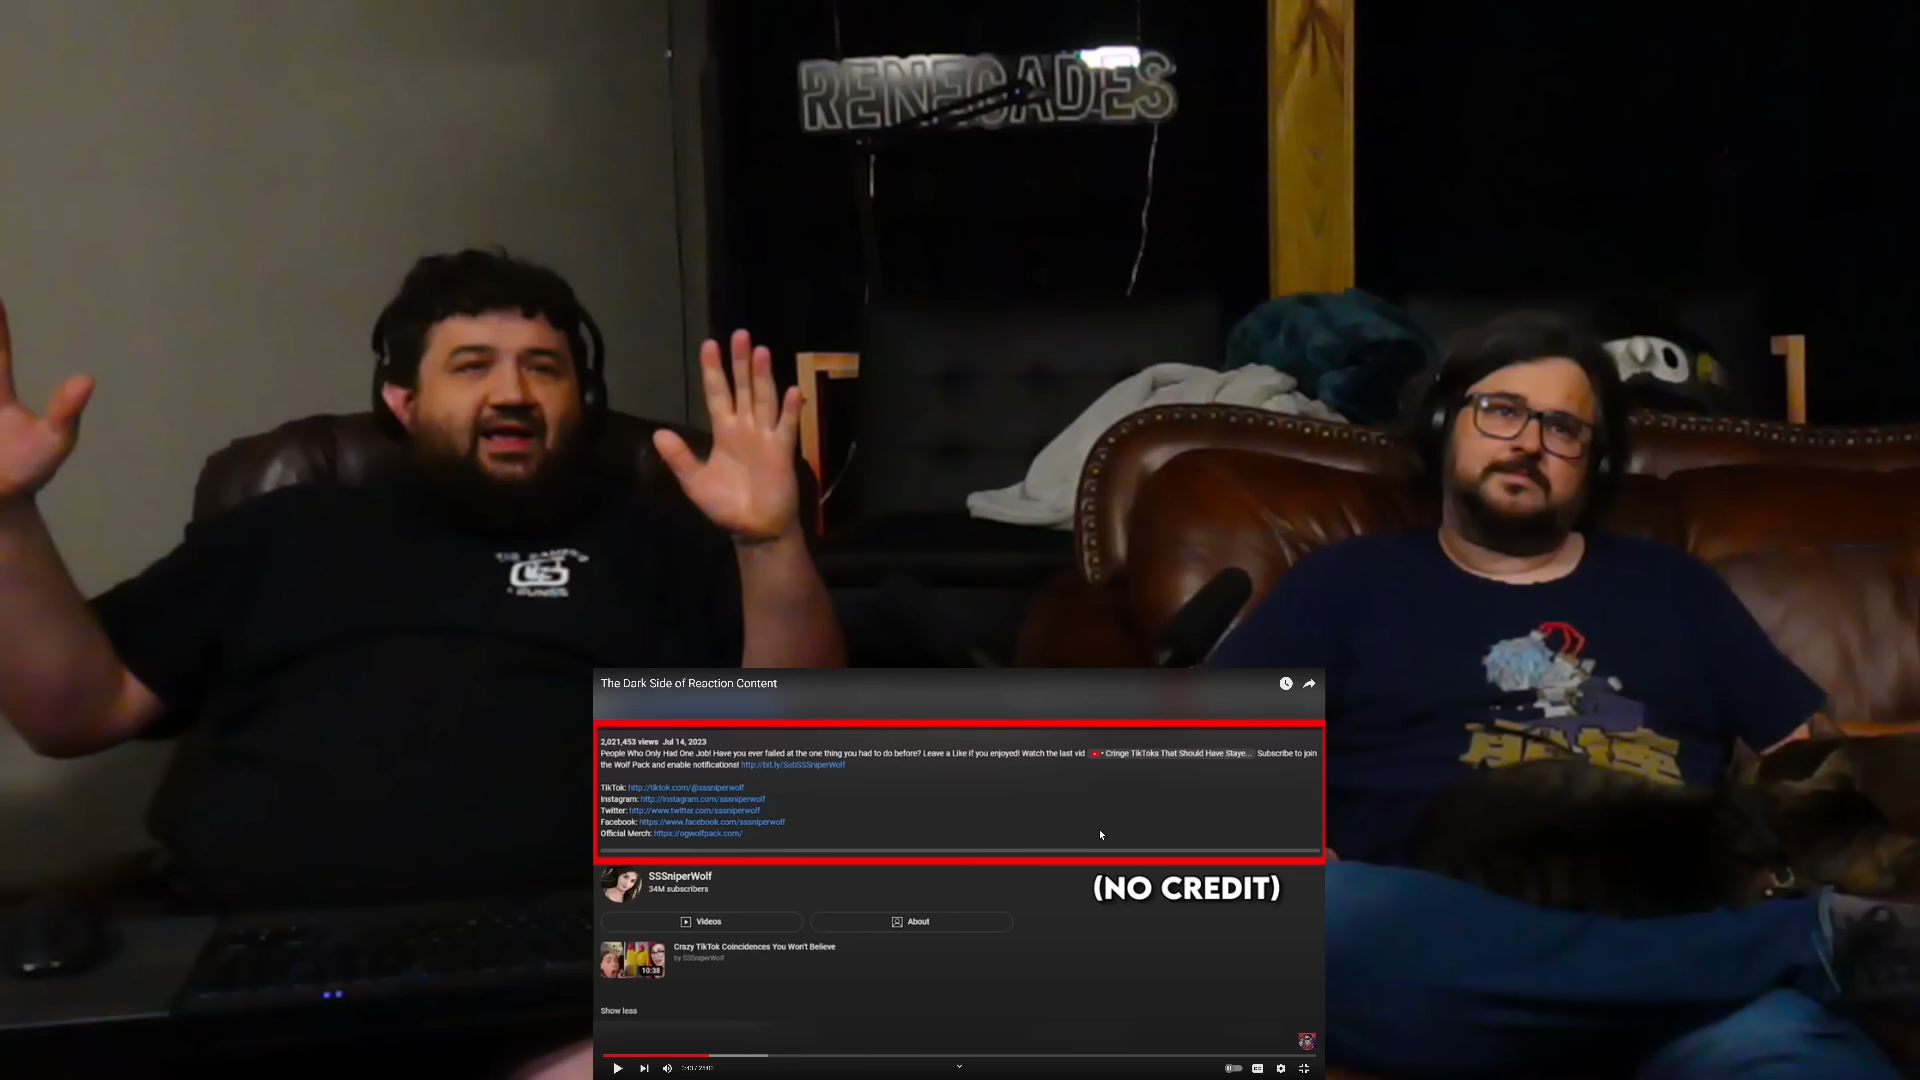 RENEGADES
The Dark Side of Reaction Content
2,021,453 views Jul 14, 2023
People Who Only Had One Job! Have you ever failed at the one thing you had to do before? Leave a Like if you enjoyed! Watch the last vid • Cringe TikToks That Should Have Staye... Subscribe to join
the Wolf Pack and enable notifications! http://bit.ly/SubSSSniperWolf
TikTok: http://tiktok.com/@sssniperwolf
Instagram: http://instagram.com/sssniperwolf
Twitter: http://www.twitter.com/sssniperwolf
Facebook: https://www.facebook.com/sssniperwolf
Official Merch: https://ogwolfpack.com/
SSSniperWolf
34M subscribers
(NO CREDIT)
Videos
About
Crazy TikTok Coincidences You Won't Believe
by SSSniperWolf
10:38
Show less